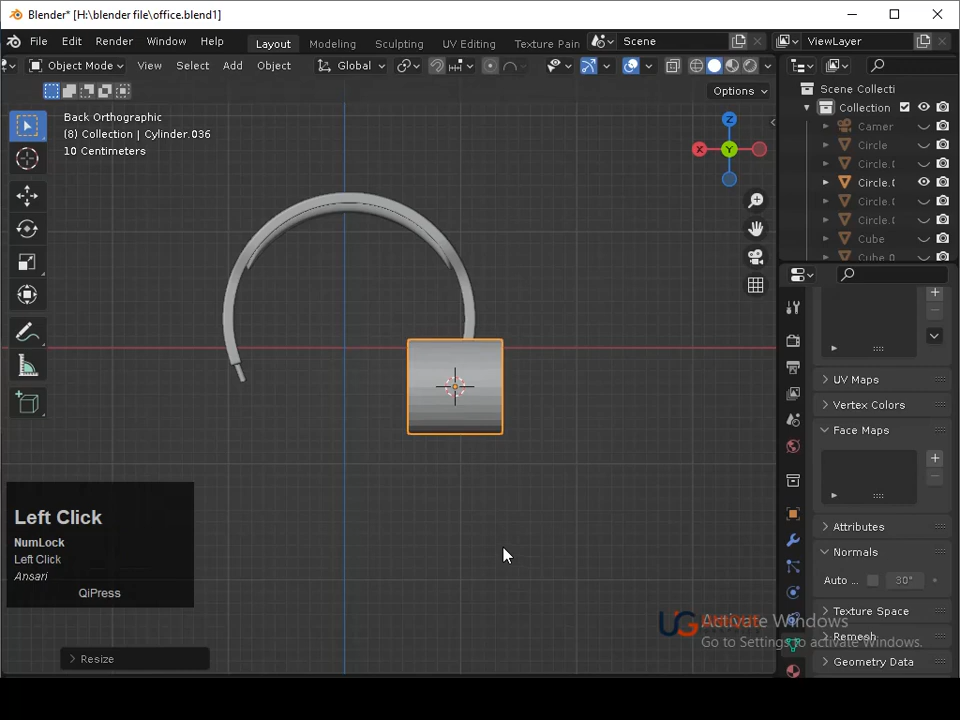 Blender* [H:\blender file\office.blend1]
File Edit Render Window Help
Layout Modeling Sculpting UV Editing Texture Pain
Scene
ViewLayer
Object Mode View Select Add Object Global
Options
Back Orthographic
(8) Collection | Cylinder.036
10 Centimeters
Z
X
Y
Scene Collecti
Collection
Camer
Circle
Circle.(
Circle.(
Circle.(
Circle.(
Cube
Cube.0
UV Maps
Vertex Colors
Face Maps
Attributes
Normals
Auto ... 30°
Texture Space
Remesh
Geometry Data
Left Click
NumLock
Left Click
Ansari
QiPress
Resize
UG
Activate Windows
Go to Settings to activate Windows.